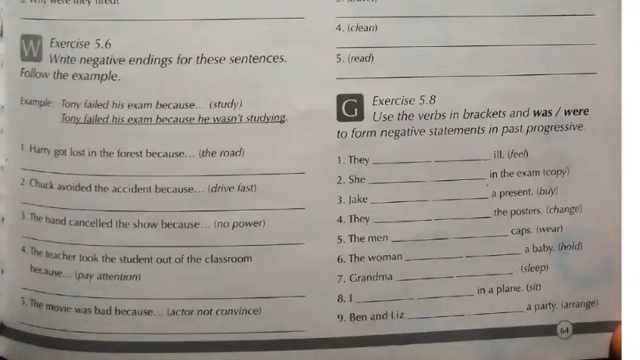 W
Exercise 5.6
Write negative endings for these sentences.
Follow the example.
Example: Tony failed his exam because... (study)
Tony failed his exam because he wasn't studying.
1. Harry got lost in the forest because... (the road)
2. Chuck avoided the accident because... (drive fast)
3. The band cancelled the show because... (no power)
4. The teacher took the student out of the classroom
because... (pay attention)
5. The movie was bad because... (actor not convince)
4. (clean)
5. (read)
G
Exercise 5.8
Use the verbs in brackets and was / were
to form negative statements in past progressive.
1. They ill. (feel)
2. She in the exam (copy)
3. Jake a present. (buy)
4. They the posters. (change)
5. The men caps. (wear)
6. The woman a baby. (hold)
7. Grandma . (sleep)
8. I in a plane. (sit)
9. Ben and Liz a party. (arrange)
64